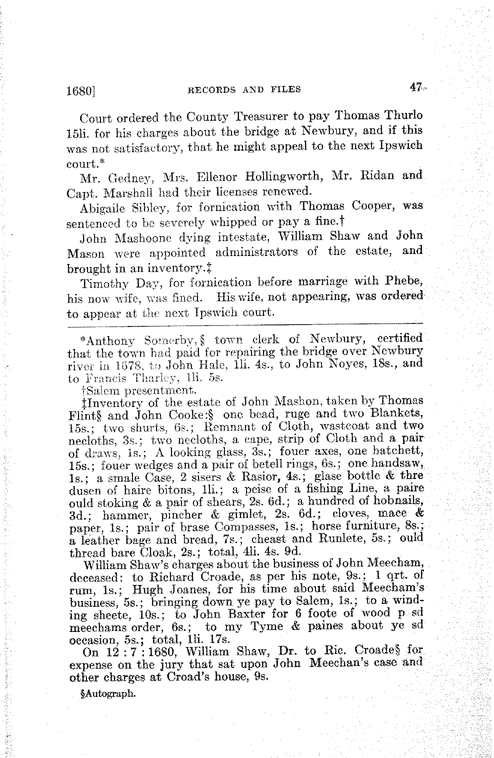 1680] RECORDS AND FILES 47
Court ordered the County Treasurer to pay Thomas Thurlo
15li. for his charges about the bridge at Newbury, and if this
was not satisfactory, that he might appeal to the next Ipswich
court.*
Mr. Gedney, Mrs. Ellenor Hollingworth, Mr. Ridan and
Capt. Marshall had their licenses renewed.
Abigaile Sibley, for fornication with Thomas Cooper, was
sentenced to be severely whipped or pay a fine.†
John Mashoone dying intestate, William Shaw and John
Mason were appointed administrators of the estate, and
brought in an inventory.‡
Timothy Day, for fornication before marriage with Phebe,
his now wife, was fined. His wife, not appearing, was ordered
to appear at the next Ipswich court.
*Anthony Somerby,§ town clerk of Newbury, certified
that the town had paid for repairing the bridge over Newbury
river in 1678, to John Hale, 1li. 4s., to John Noyes, 18s., and
to Francis Tharley, 1li. 5s.
†Salem presentment.
‡Inventory of the estate of John Mashon, taken by Thomas
Flint§ and John Cooke:§ one bead, ruge and two Blankets,
15s.; two shurts, 6s.; Remnant of Cloth, wastcoat and two
necloths, 3s.; two necloths, a cape, strip of Cloth and a pair
of draws, 1s.; A looking glass, 3s.; fouer axes, one hatchett,
15s.; fouer wedges and a pair of betell rings, 6s.; one handsaw,
1s.; a smale Case, 2 sisers & Rasior, 4s.; glase bottle & thre
dusen of haire bitons, 1li.; a peise of a fishing Line, a paire
ould stoking & a pair of shears, 2s. 6d.; a hundred of hobnails,
3d.; hammer, pincher & gimlet, 2s. 6d.; cloves, mace &
paper, 1s.; pair of brase Compasses, 1s.; horse furniture, 8s.;
a leather bage and bread, 7s.; cheast and Runlete, 5s.; ould
thread bare Cloak, 2s.; total, 4li. 4s. 9d.
William Shaw's charges about the business of John Meecham,
deceased: to Richard Croade, as per his note, 9s.; 1 qrt. of
rum, 1s.; Hugh Joanes, for his time about said Meecham's
business, 5s.; bringing down ye pay to Salem, 1s.; to a wind-
ing sheete, 10s.; to John Baxter for 6 foote of wood p sd
meechams order, 6s.; to my Tyme & paines about ye sd
occasion, 5s.; total, 1li. 17s.
On 12 : 7 : 1680, William Shaw, Dr. to Ric. Croade§ for
expense on the jury that sat upon John Meechan's case and
other charges at Croad's house, 9s.
§Autograph.